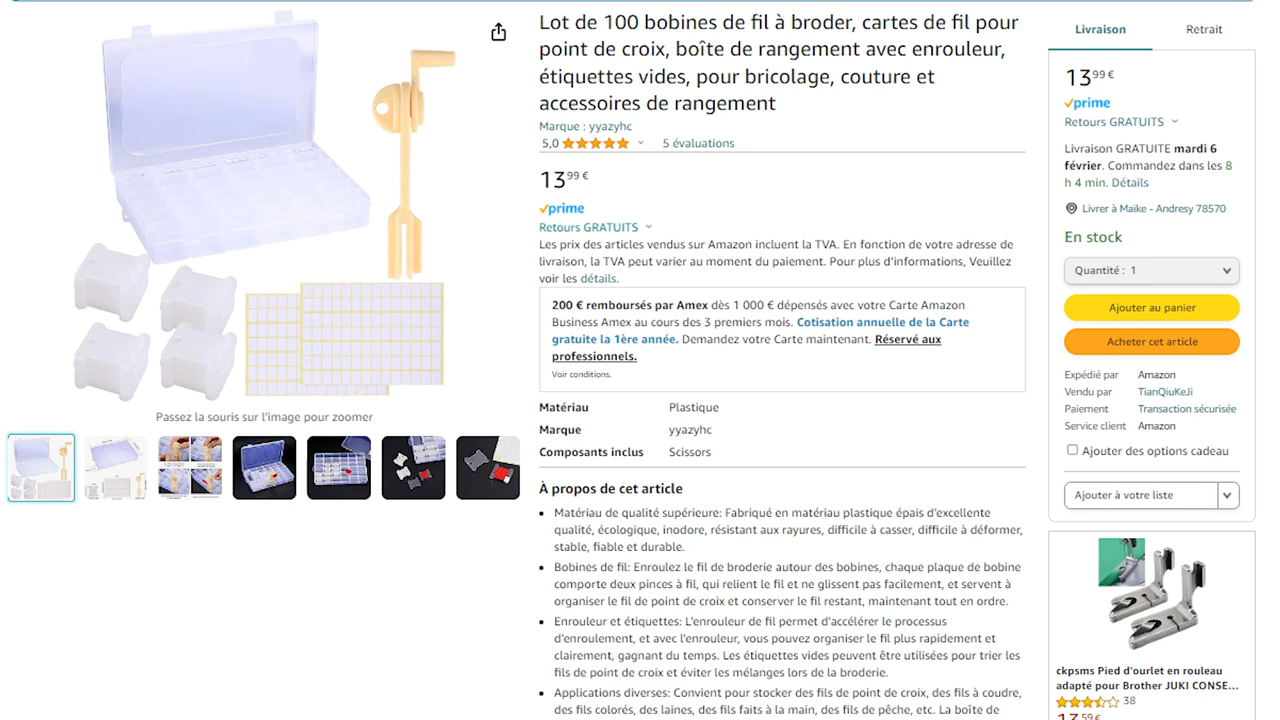 Lot de 100 bobines de fil à broder, cartes de fil pour
point de croix, boîte de rangement avec enrouleur,
étiquettes vides, pour bricolage, couture et
accessoires de rangement
Marque : yyazyhc
5,0
5 évaluations
13,99 €
prime
Retours GRATUITS
Les prix des articles vendus sur Amazon incluent la TVA. En fonction de votre adresse de
livraison, la TVA peut varier au moment du paiement. Pour plus d'informations, Veuillez
voir les détails.
200 € remboursés par Amex dès 1 000 € dépensés avec votre Carte Amazon
Business Amex au cours des 3 premiers mois. Cotisation annuelle de la Carte
gratuite la 1ère année. Demandez votre Carte maintenant. Réservé aux
professionnels.
Voir conditions.
Matériau Plastique
Marque yyazyhc
Composants inclus Scissors
À propos de cet article
• Matériau de qualité supérieure: Fabriqué en matériau plastique épais d'excellente
qualité, écologique, inodore, résistant aux rayures, difficile à casser, difficile à déformer,
stable, fiable et durable.
• Bobines de fil: Enroulez le fil de broderie autour des bobines, chaque plaque de bobine
comporte deux pinces à fil, qui relient le fil et ne glissent pas facilement, et servent à
organiser le fil de point de croix et conserver le fil restant, maintenant tout en ordre.
• Enrouleur et étiquettes: L'enrouleur de fil permet d'accélérer le processus
d'enroulement, et avec l'enrouleur, vous pouvez organiser le fil plus rapidement et
clairement, gagnant du temps. Les étiquettes vides peuvent être utilisées pour trier les
fils de point de croix et éviter les mélanges lors de la broderie.
• Applications diverses: Convient pour stocker des fils de point de croix, des fils à coudre,
des fils colorés, des laines, des fils faits à la main, des fils de pêche, etc. La boîte de
Passez la souris sur l'image pour zoomer
Livraison
Retrait
13,99 €
prime
Retours GRATUITS
Livraison GRATUITE mardi 6
février. Commandez dans les 8
h 4 min. Détails
Livrer à Maike - Andresy 78570
En stock
Quantité : 1
Ajouter au panier
Acheter cet article
Expédié par Amazon
Vendu par TianQiuKeJi
Paiement Transaction sécurisée
Service client Amazon
Ajouter des options cadeau
Ajouter à votre liste
ckpsms Pied d'ourlet en rouleau
adapté pour Brother JUKI CONSE...
38